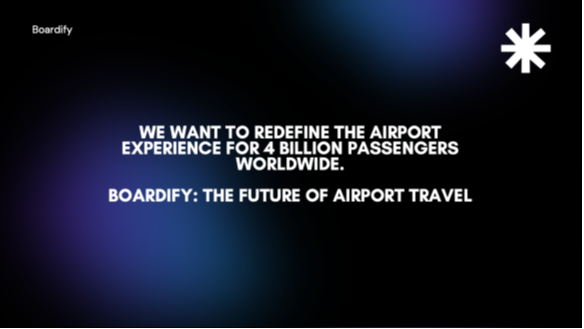 Boardify
WE WANT TO REDEFINE THE AIRPORT
EXPERIENCE FOR 4 BILLION PASSENGERS
WORLDWIDE.
BOARDIFY: THE FUTURE OF AIRPORT TRAVEL